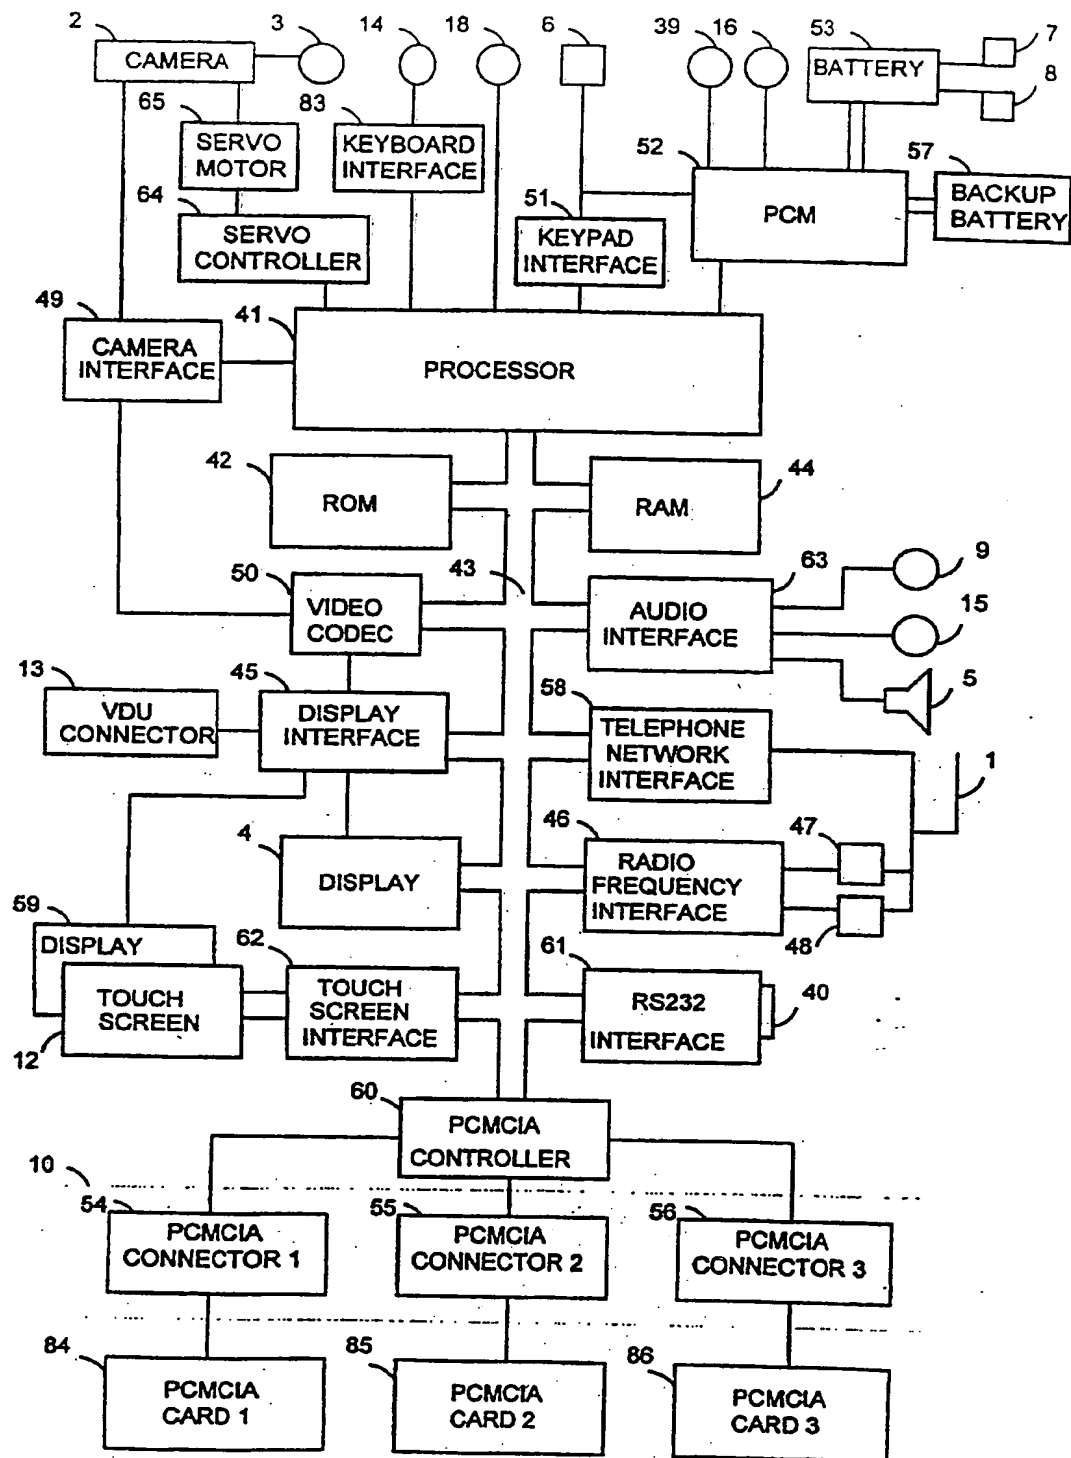 2
CAMERA
3
14
18
6
39
16
53
BATTERY
7
8
65
SERVO
MOTOR
83
KEYBOARD
INTERFACE
64
SERVO
CONTROLLER
51
KEYPAD
INTERFACE
52
PCM
57
BACKUP
BATTERY
49
CAMERA
INTERFACE
41
PROCESSOR
42
ROM
44
RAM
43
50
VIDEO
CODEC
63
AUDIO
INTERFACE
9
15
5
13
VDU
CONNECTOR
45
DISPLAY
INTERFACE
58
TELEPHONE
NETWORK
INTERFACE
1
4
DISPLAY
46
RADIO
FREQUENCY
INTERFACE
47
48
59
DISPLAY
TOUCH
SCREEN
12
62
TOUCH
SCREEN
INTERFACE
61
RS232
INTERFACE
40
60
PCMCIA
CONTROLLER
10
54
PCMCIA
CONNECTOR 1
55
PCMCIA
CONNECTOR 2
56
PCMCIA
CONNECTOR 3
84
PCMCIA
CARD 1
85
PCMCIA
CARD 2
86
PCMCIA
CARD 3